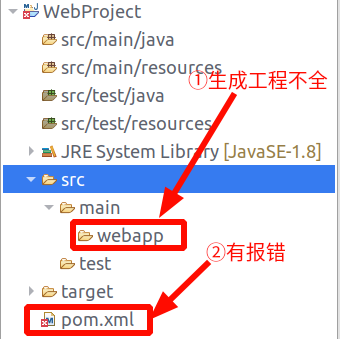 WebProject
src/main/java
src/main/resources
①生成工程不全
src/test/java
src/test/resources
JRE System Library [JavaSE-1.8]
src
main
webapp
②有报错
test
target
pom.xml